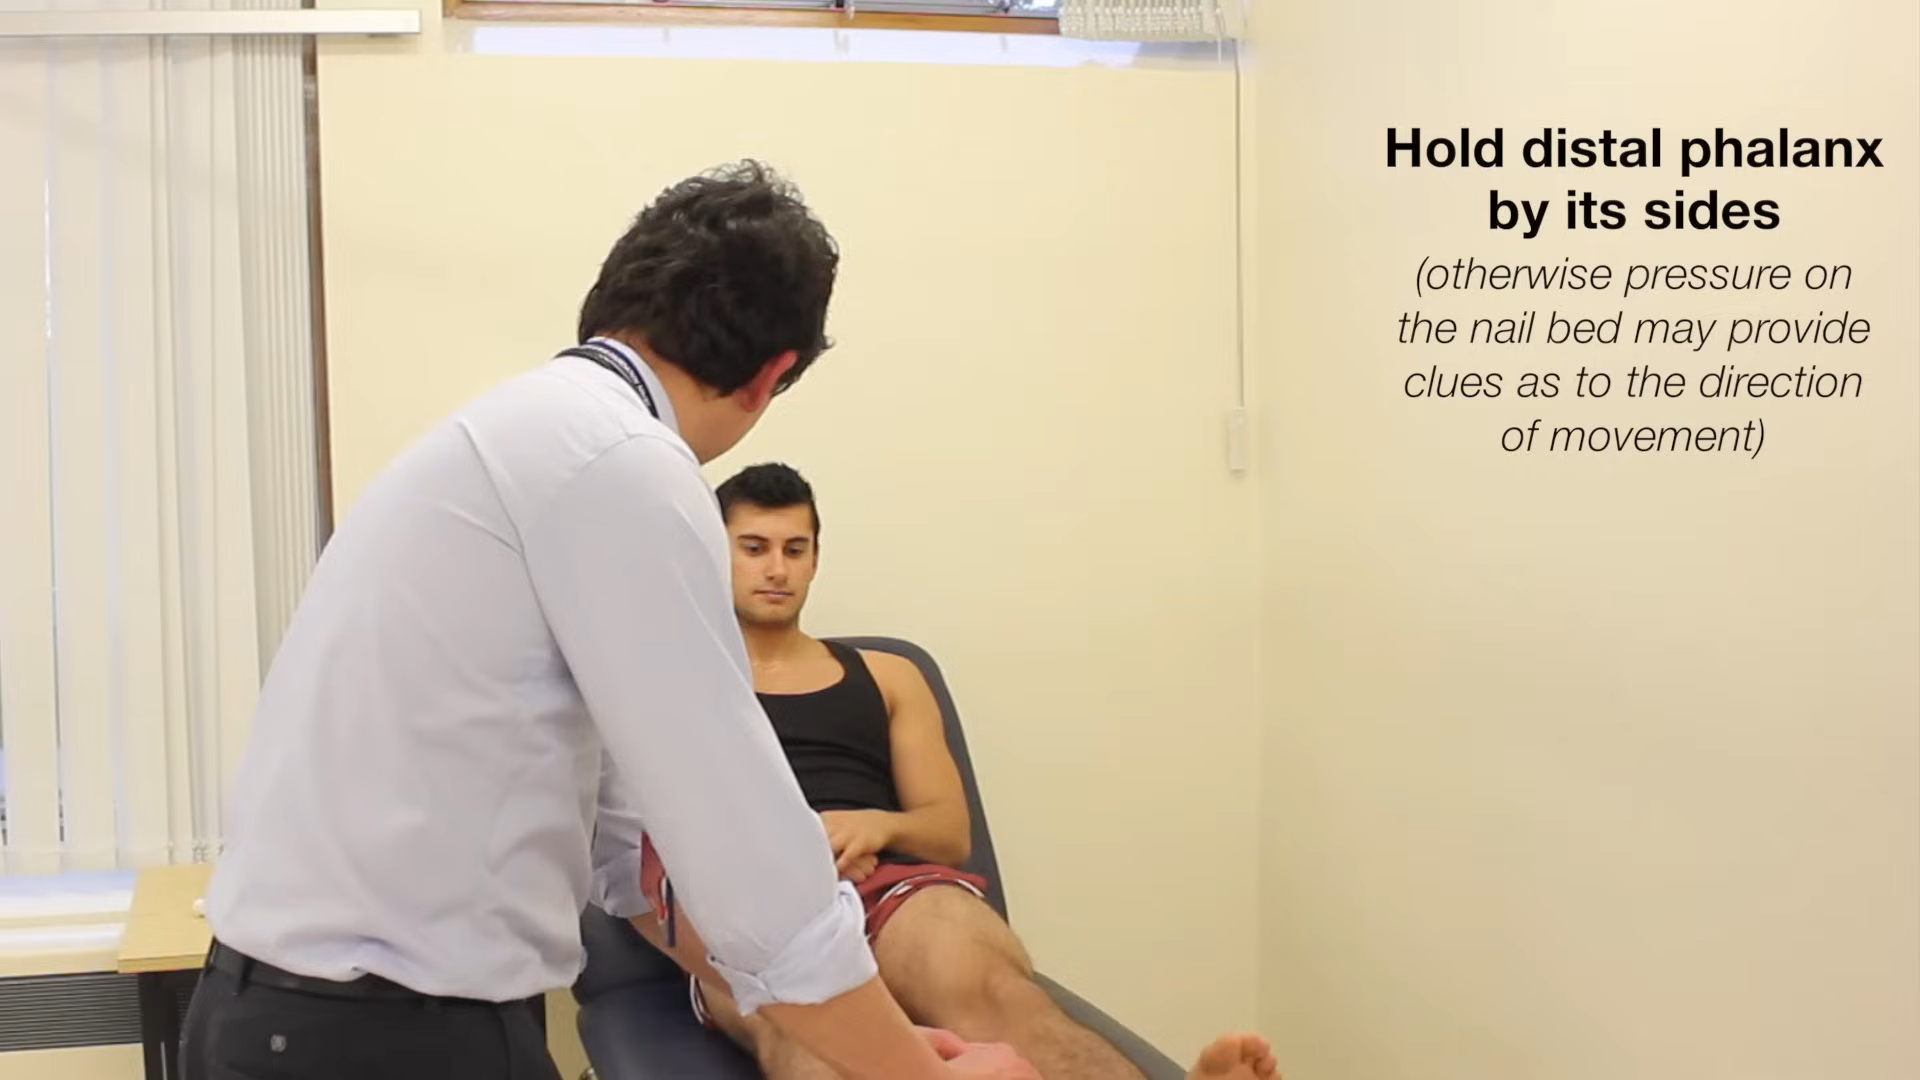 Hold distal phalanx
by its sides
(otherwise pressure on
the nail bed may provide
clues as to the direction
of movement)